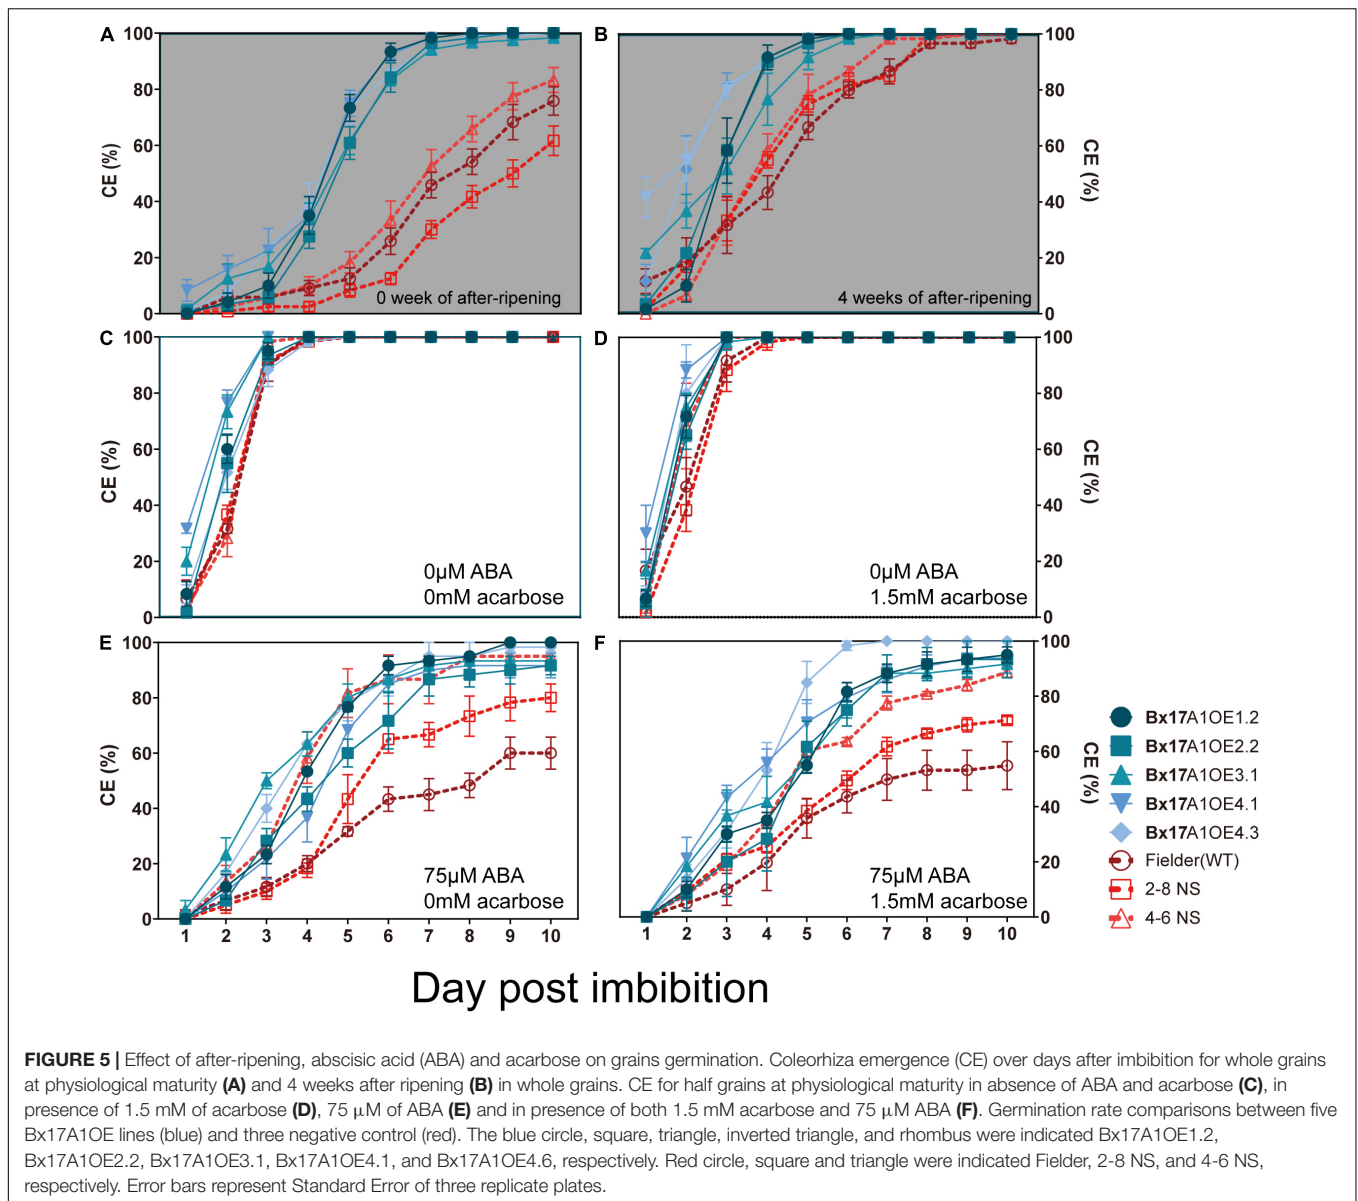 A
100
80
60
40
20
0
CE (%)
0 week of after-ripening
B
100
80
60
40
20
0
CE (%)
4 weeks of after-ripening
C
100
80
60
40
20
0
CE (%)
0µM ABA
0mM acarbose
D
100
80
60
40
20
0
CE (%)
0µM ABA
1.5mM acarbose
E
100
80
60
40
20
0
CE (%)
75µM ABA
0mM acarbose
1 2 3 4 5 6 7 8 9 10
F
100
80
60
40
20
0
CE (%)
75µM ABA
1.5mM acarbose
1 2 3 4 5 6 7 8 9 10
Bx17A1OE1.2
Bx17A1OE2.2
Bx17A1OE3.1
Bx17A1OE4.1
Bx17A1OE4.3
Fielder(WT)
2-8 NS
4-6 NS
Day post imbibition
FIGURE 5 | Effect of after-ripening, abscisic acid (ABA) and acarbose on grains germination. Coleorhiza emergence (CE) over days after imbibition for whole grains
at physiological maturity (A) and 4 weeks after ripening (B) in whole grains. CE for half grains at physiological maturity in absence of ABA and acarbose (C), in
presence of 1.5 mM of acarbose (D), 75 µM of ABA (E) and in presence of both 1.5 mM acarbose and 75 µM ABA (F). Germination rate comparisons between five
Bx17A1OE lines (blue) and three negative control (red). The blue circle, square, triangle, inverted triangle, and rhombus were indicated Bx17A1OE1.2,
Bx17A1OE2.2, Bx17A1OE3.1, Bx17A1OE4.1, and Bx17A1OE4.6, respectively. Red circle, square and triangle were indicated Fielder, 2-8 NS, and 4-6 NS,
respectively. Error bars represent Standard Error of three replicate plates.